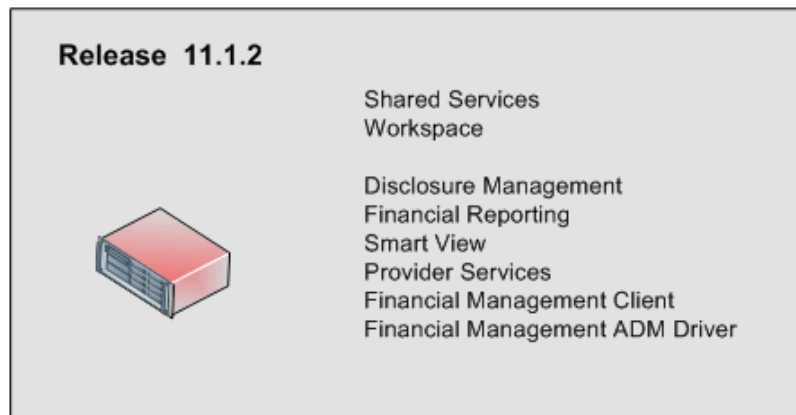 Release 11.1.2
Shared Services
Workspace
Disclosure Management
Financial Reporting
Smart View
Provider Services
Financial Management Client
Financial Management ADM Driver